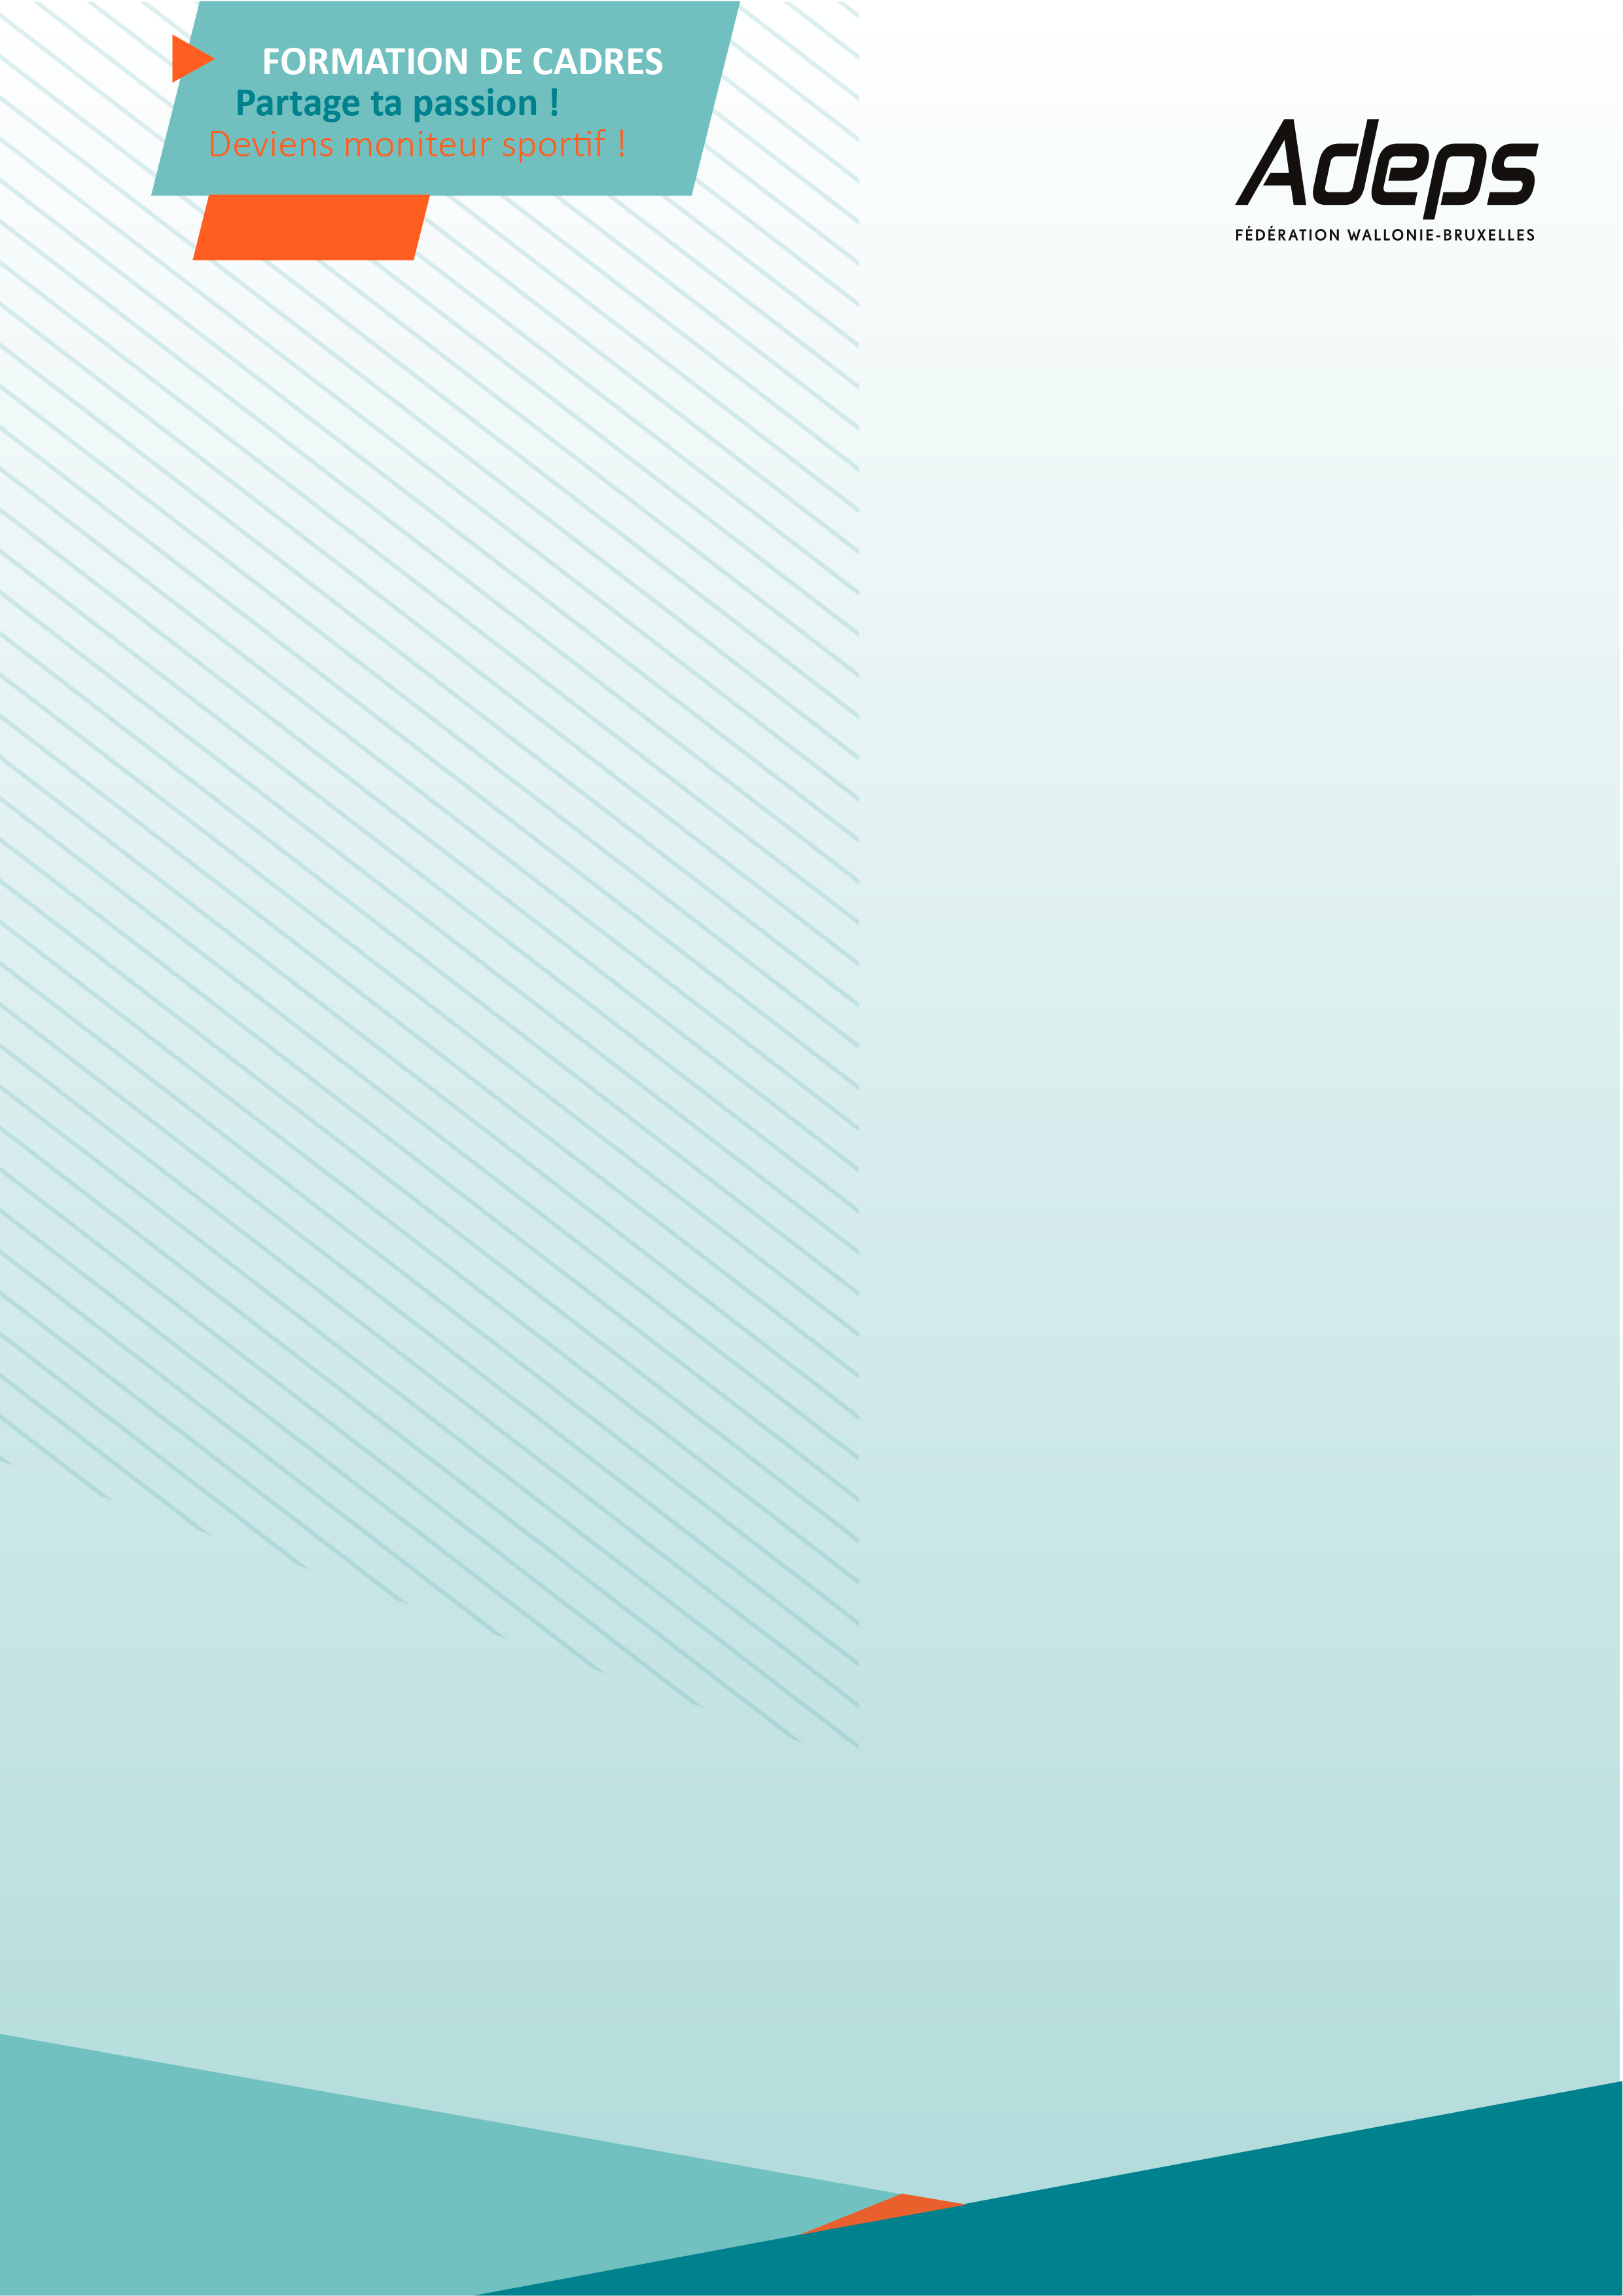 FORMATION DE CADRES
Partage ta passion !
Deviens moniteur sportif !
Adeps
FÉDÉRATION WALLONIE-BRUXELLES